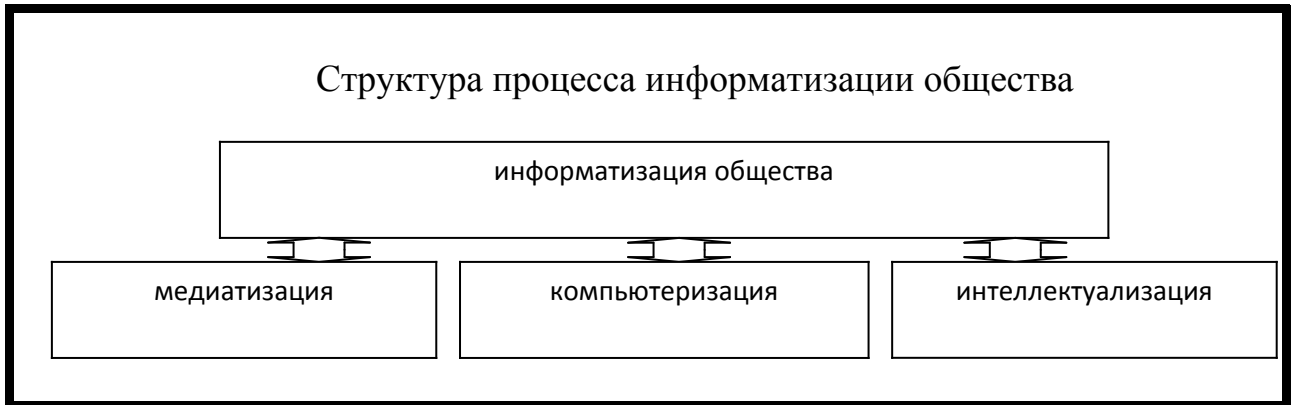 Структура процесса информатизации общества
информатизация общества
медиатизация
компьютеризация
интеллектуализация